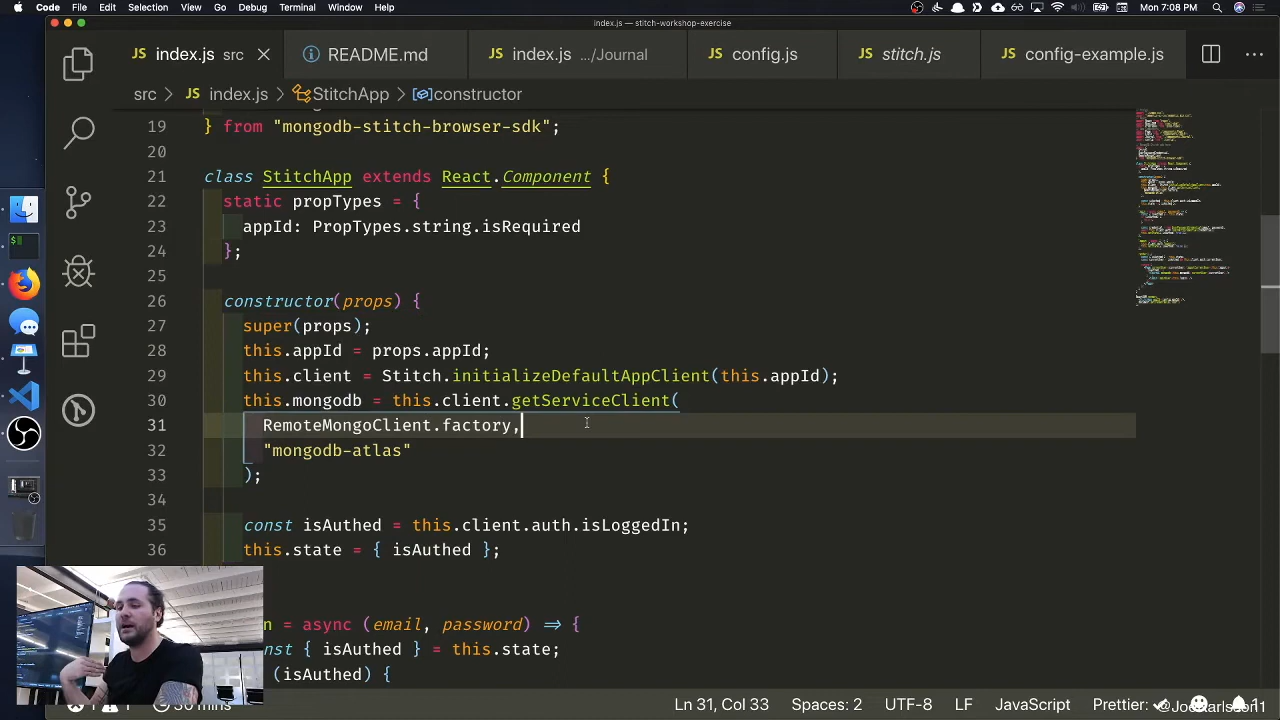 Code File Edit Selection View Go Debug Terminal Window Help
100% Mon 7:08 PM
index.js — stitch-workshop-exercise
JS index.js src
README.md
JS index.js .../Journal
JS config.js
JS stitch.js
JS config-example.js
src > JS index.js > StitchApp > constructor
19 } from "mongodb-stitch-browser-sdk";
20
21 class StitchApp extends React.Component {
22 static propTypes = {
23 appId: PropTypes.string.isRequired
24 };
25
26 constructor(props) {
27 super(props);
28 this.appId = props.appId;
29 this.client = Stitch.initializeDefaultAppClient(this.appId);
30 this.mongodb = this.client.getServiceClient(
31 RemoteMongoClient.factory,
32 "mongodb-atlas"
33 );
34
35 const isAuthed = this.client.auth.isLoggedIn;
36 this.state = { isAuthed };
n = async (email, password) => {
onst { isAuthed } = this.state;
(isAuthed) {
30 mins
Ln 31, Col 33 Spaces: 2 UTF-8 LF JavaScript Prettier: ✓